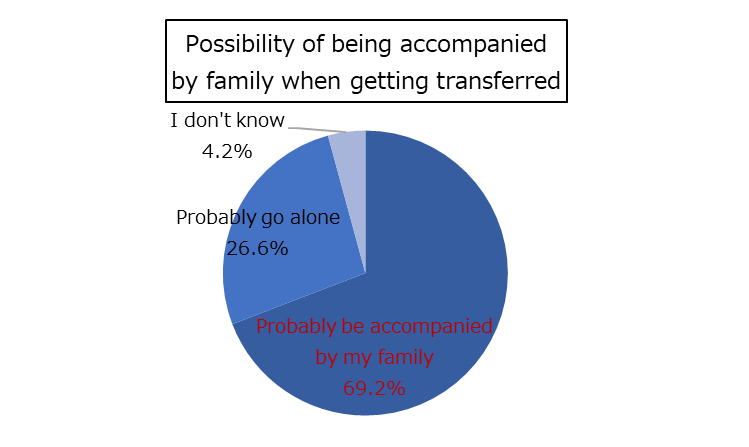 Possibility of being accompanied
by family when getting transferred
I don't know
4.2%
Probably go alone
26.6%
Probably be accompanied
by my family
69.2%